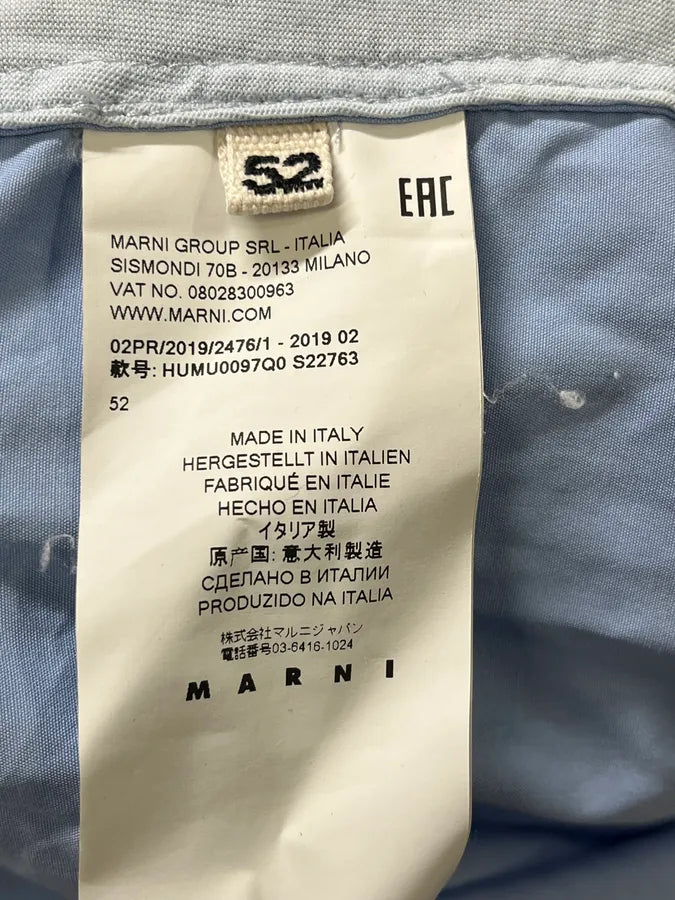 52
EAC
MARNI GROUP SRL - ITALIA
SISMONDI 70B - 20133 MILANO
VAT NO. 08028300963
WWW.MARNI.COM
02PR/2019/2476/1 - 2019 02
款号: HUMU0097Q0 S22763
52
MADE IN ITALY
HERGESTELLT IN ITALIEN
FABRIQUÉ EN ITALIE
HECHO EN ITALIA
イタリア製
原产国: 意大利製造
СДЕЛАНО В ИТАЛИИ
PRODUZIDO NA ITALIA
株式会社マルニジャパン
電話番号03-6416-1024
MARNI